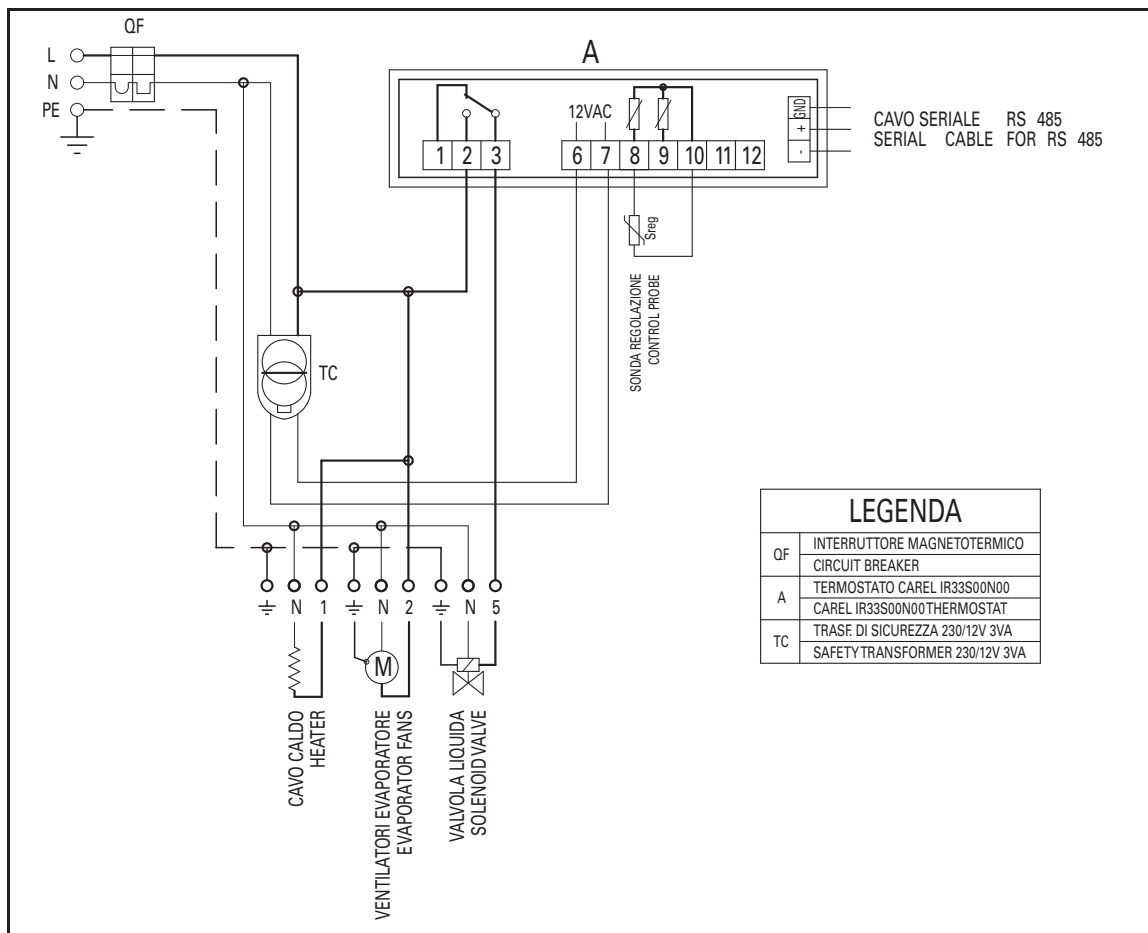 QF
L
N
PE
A
12VAC
1 2 3 6 7 8 9 10 11 12
GND
+
-
CAVO SERIALE RS 485
SERIAL CABLE FOR RS 485
Sreg
SONDA REGOLAZIONE
CONTROL PROBE
TC
LEGENDA
QF INTERRUTTORE MAGNETOTERMICO
CIRCUIT BREAKER
A TERMOSTATO CAREL IR33S00N00
CAREL IR33S00N00 THERMOSTAT
TC TRASF. DI SICUREZZA 230/12V 3VA
SAFETY TRANSFORMER 230/12V 3VA
N 1 N 2 N 5
M
CAVO CALDO
HEATER
VENTILATORI EVAPORATORE
EVAPORATOR FANS
VALVOLA LIQUIDA
SOLENOID VALVE